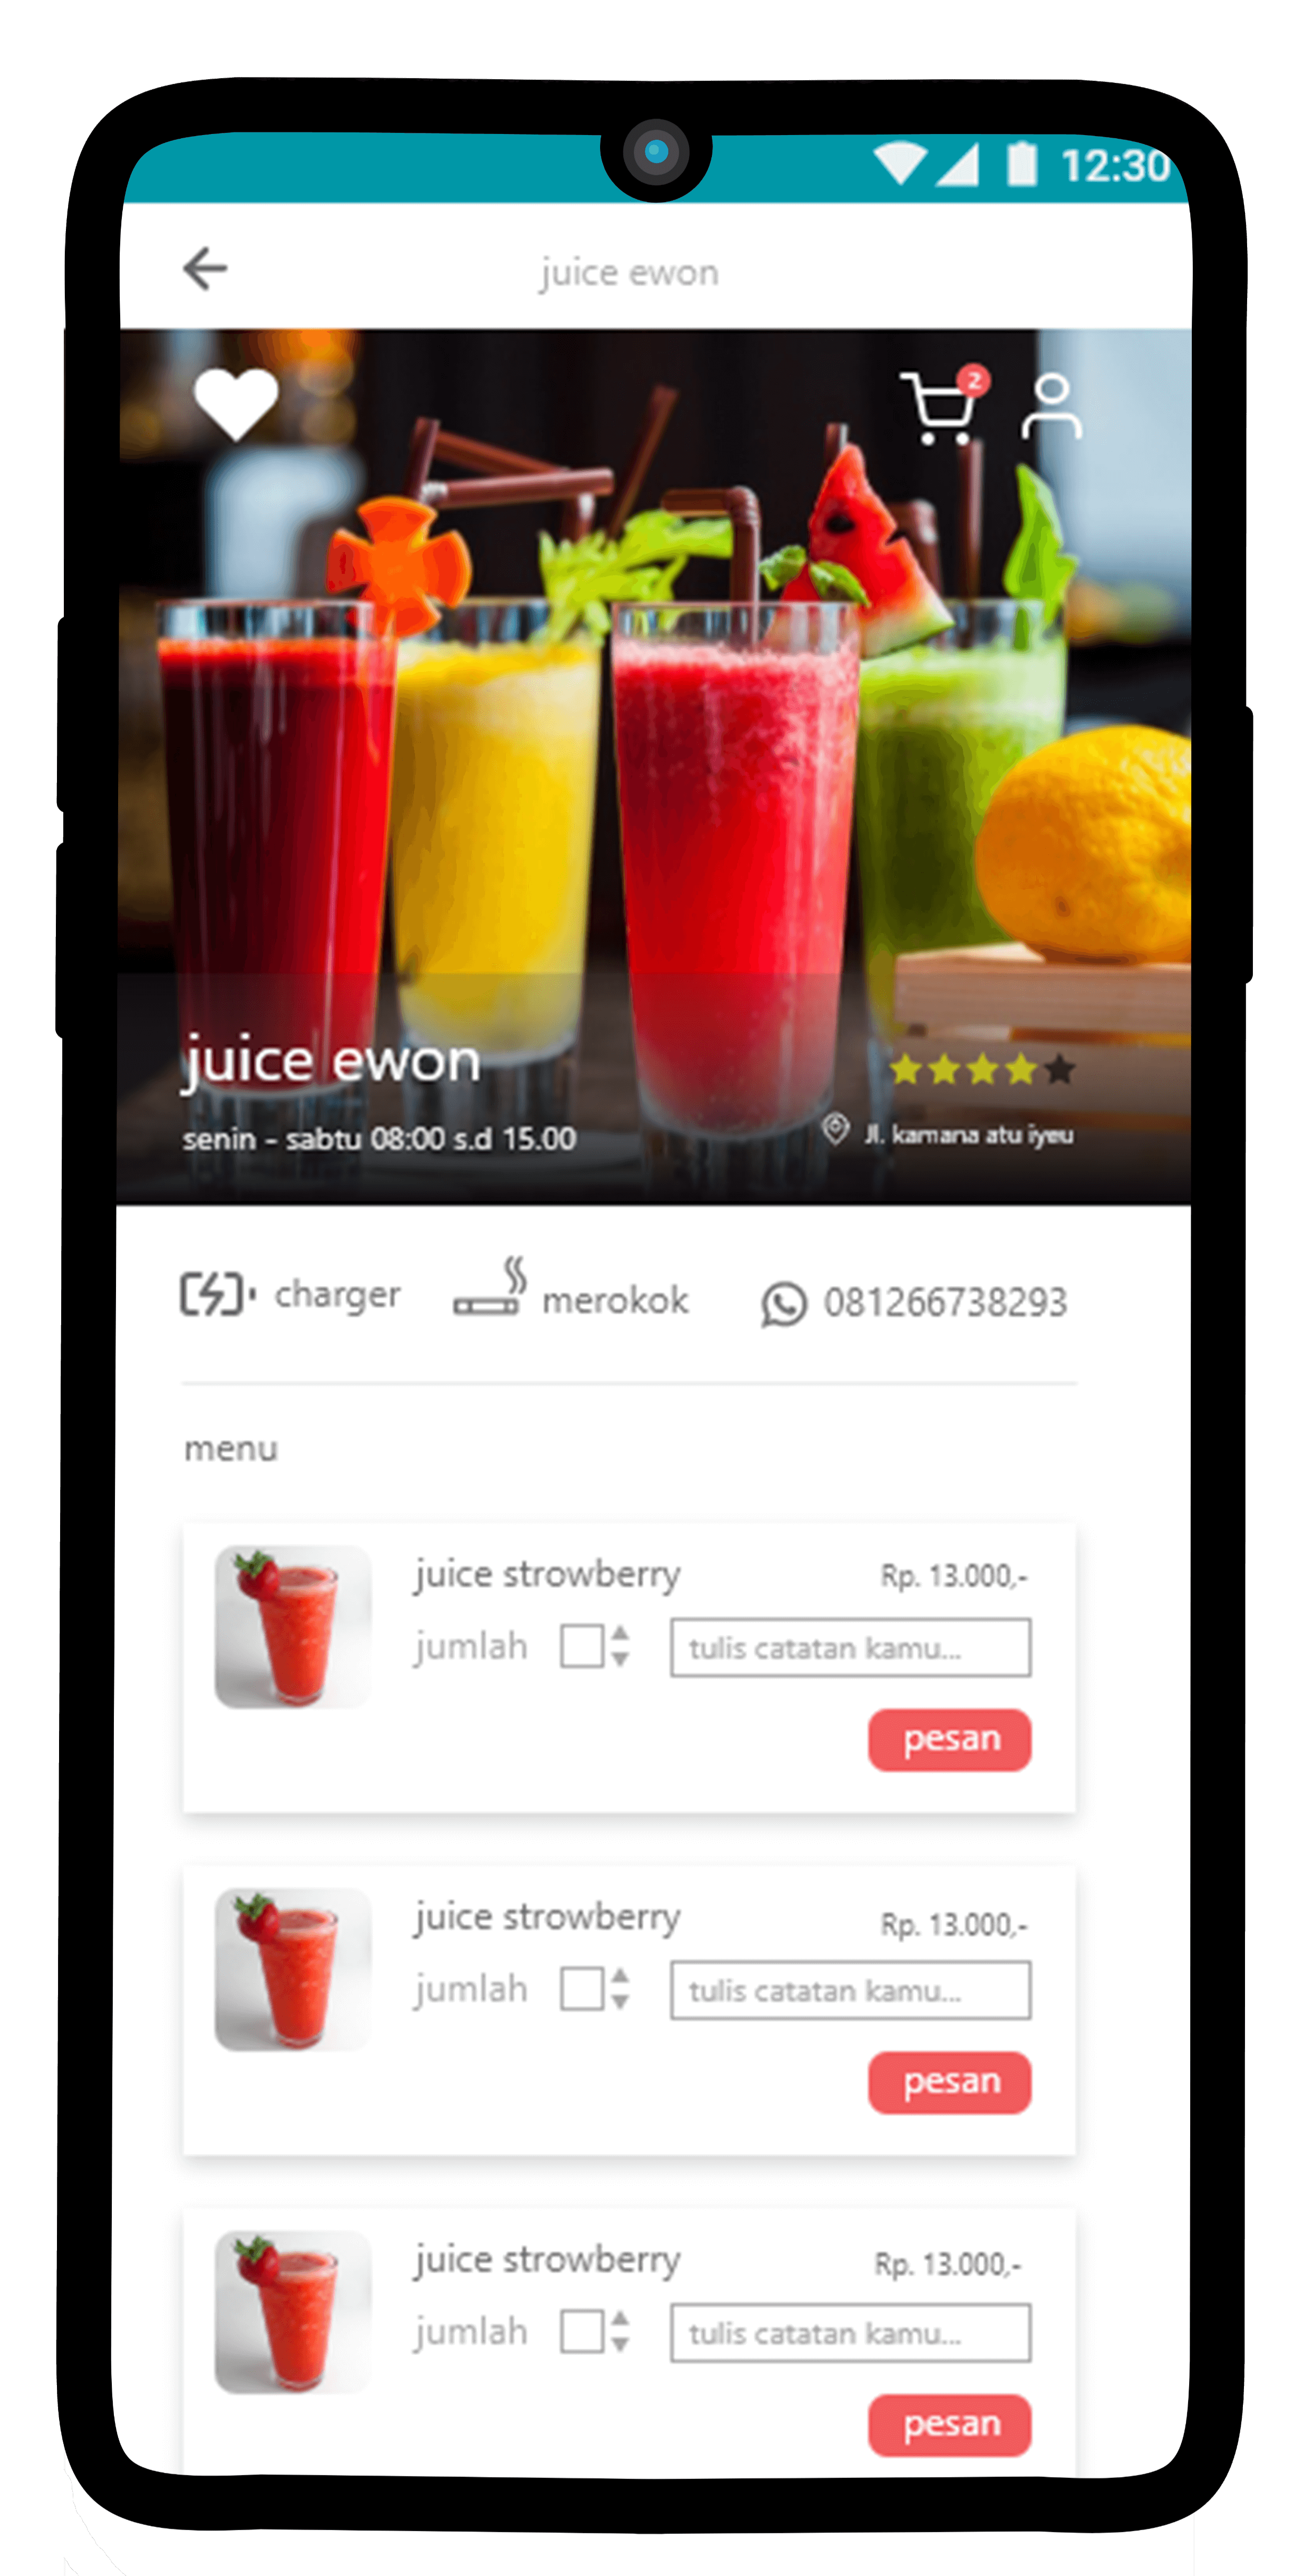 12:30
juice ewon
2
juice ewon
senin - sabtu 08:00 s.d 15.00
Jl. kamana atu iyeu
charger merokok 081266738293
menu
juice strowberry Rp. 13.000,-
jumlah tulis catatan kamu...
pesan
juice strowberry Rp. 13.000,-
jumlah tulis catatan kamu...
pesan
juice strowberry Rp. 13.000,-
jumlah tulis catatan kamu...
pesan